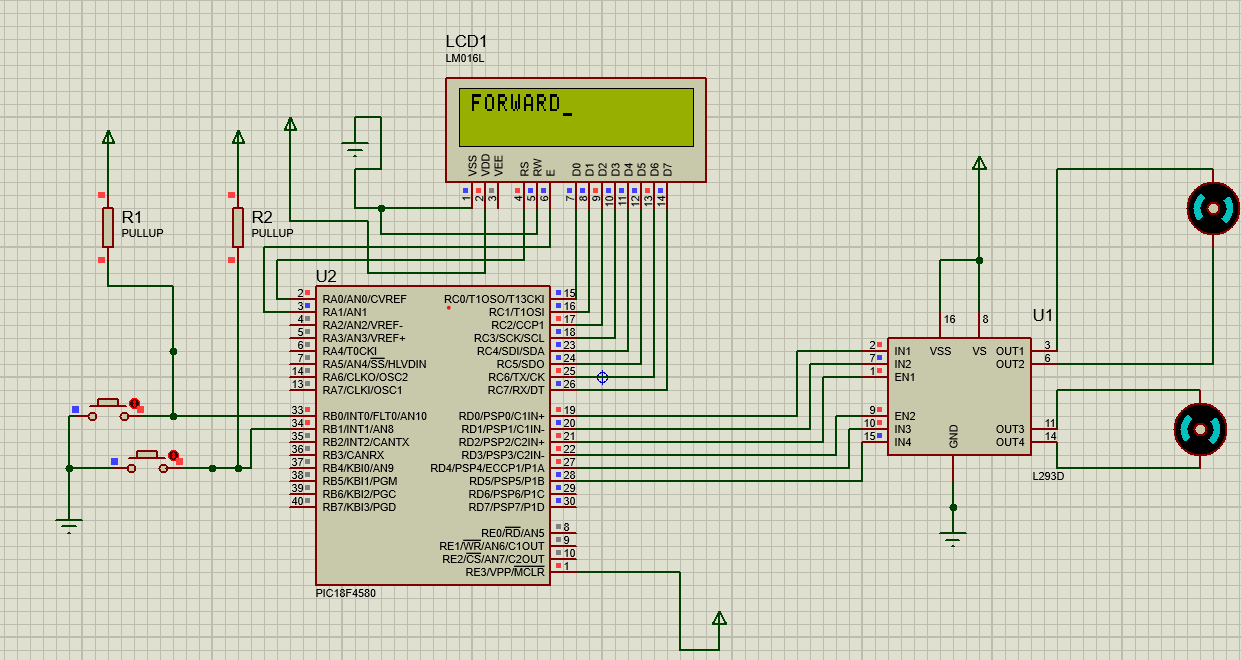 LCD1
LM016L
FORWARD_
VSS VDD VEE RS RW E D0 D1 D2 D3 D4 D5 D6 D7
1 2 3 4 5 6 7 8 9 10 11 12 13 14
R1
PULLUP
R2
PULLUP
U2
2 RA0/AN0/CVREF RC0/T1OSO/T13CKI 15
3 RA1/AN1 RC1/T1OSI 16
4 RA2/AN2/VREF- RC2/CCP1 17
5 RA3/AN3/VREF+ RC3/SCK/SCL 18
6 RA4/T0CKI RC4/SDI/SDA 23
7 RA5/AN4/SS/HLVDIN RC5/SDO 24
14 RA6/CLKO/OSC2 RC6/TX/CK 25
13 RA7/CLKI/OSC1 RC7/RX/DT 26
33 RB0/INT0/FLT0/AN10 RD0/PSP0/C1IN+ 19
34 RB1/INT1/AN8 RD1/PSP1/C1IN- 20
35 RB2/INT2/CANTX RD2/PSP2/C2IN+ 21
36 RB3/CANRX RD3/PSP3/C2IN- 22
37 RB4/KBI0/AN9 RD4/PSP4/ECCP1/P1A 27
38 RB5/KBI1/PGM RD5/PSP5/P1B 28
39 RB6/KBI2/PGC RD6/PSP6/P1C 29
40 RB7/KBI3/PGD RD7/PSP7/P1D 30
RE0/RD/AN5 8
RE1/WR/AN6/C1OUT 9
RE2/CS/AN7/C2OUT 10
RE3/VPP/MCLR 1
PIC18F4580
U1
16 8
2 IN1 VSS VS OUT1 3
7 IN2 OUT2 6
1 EN1
9 EN2
10 IN3 OUT3 11
15 IN4 GND OUT4 14
L293D